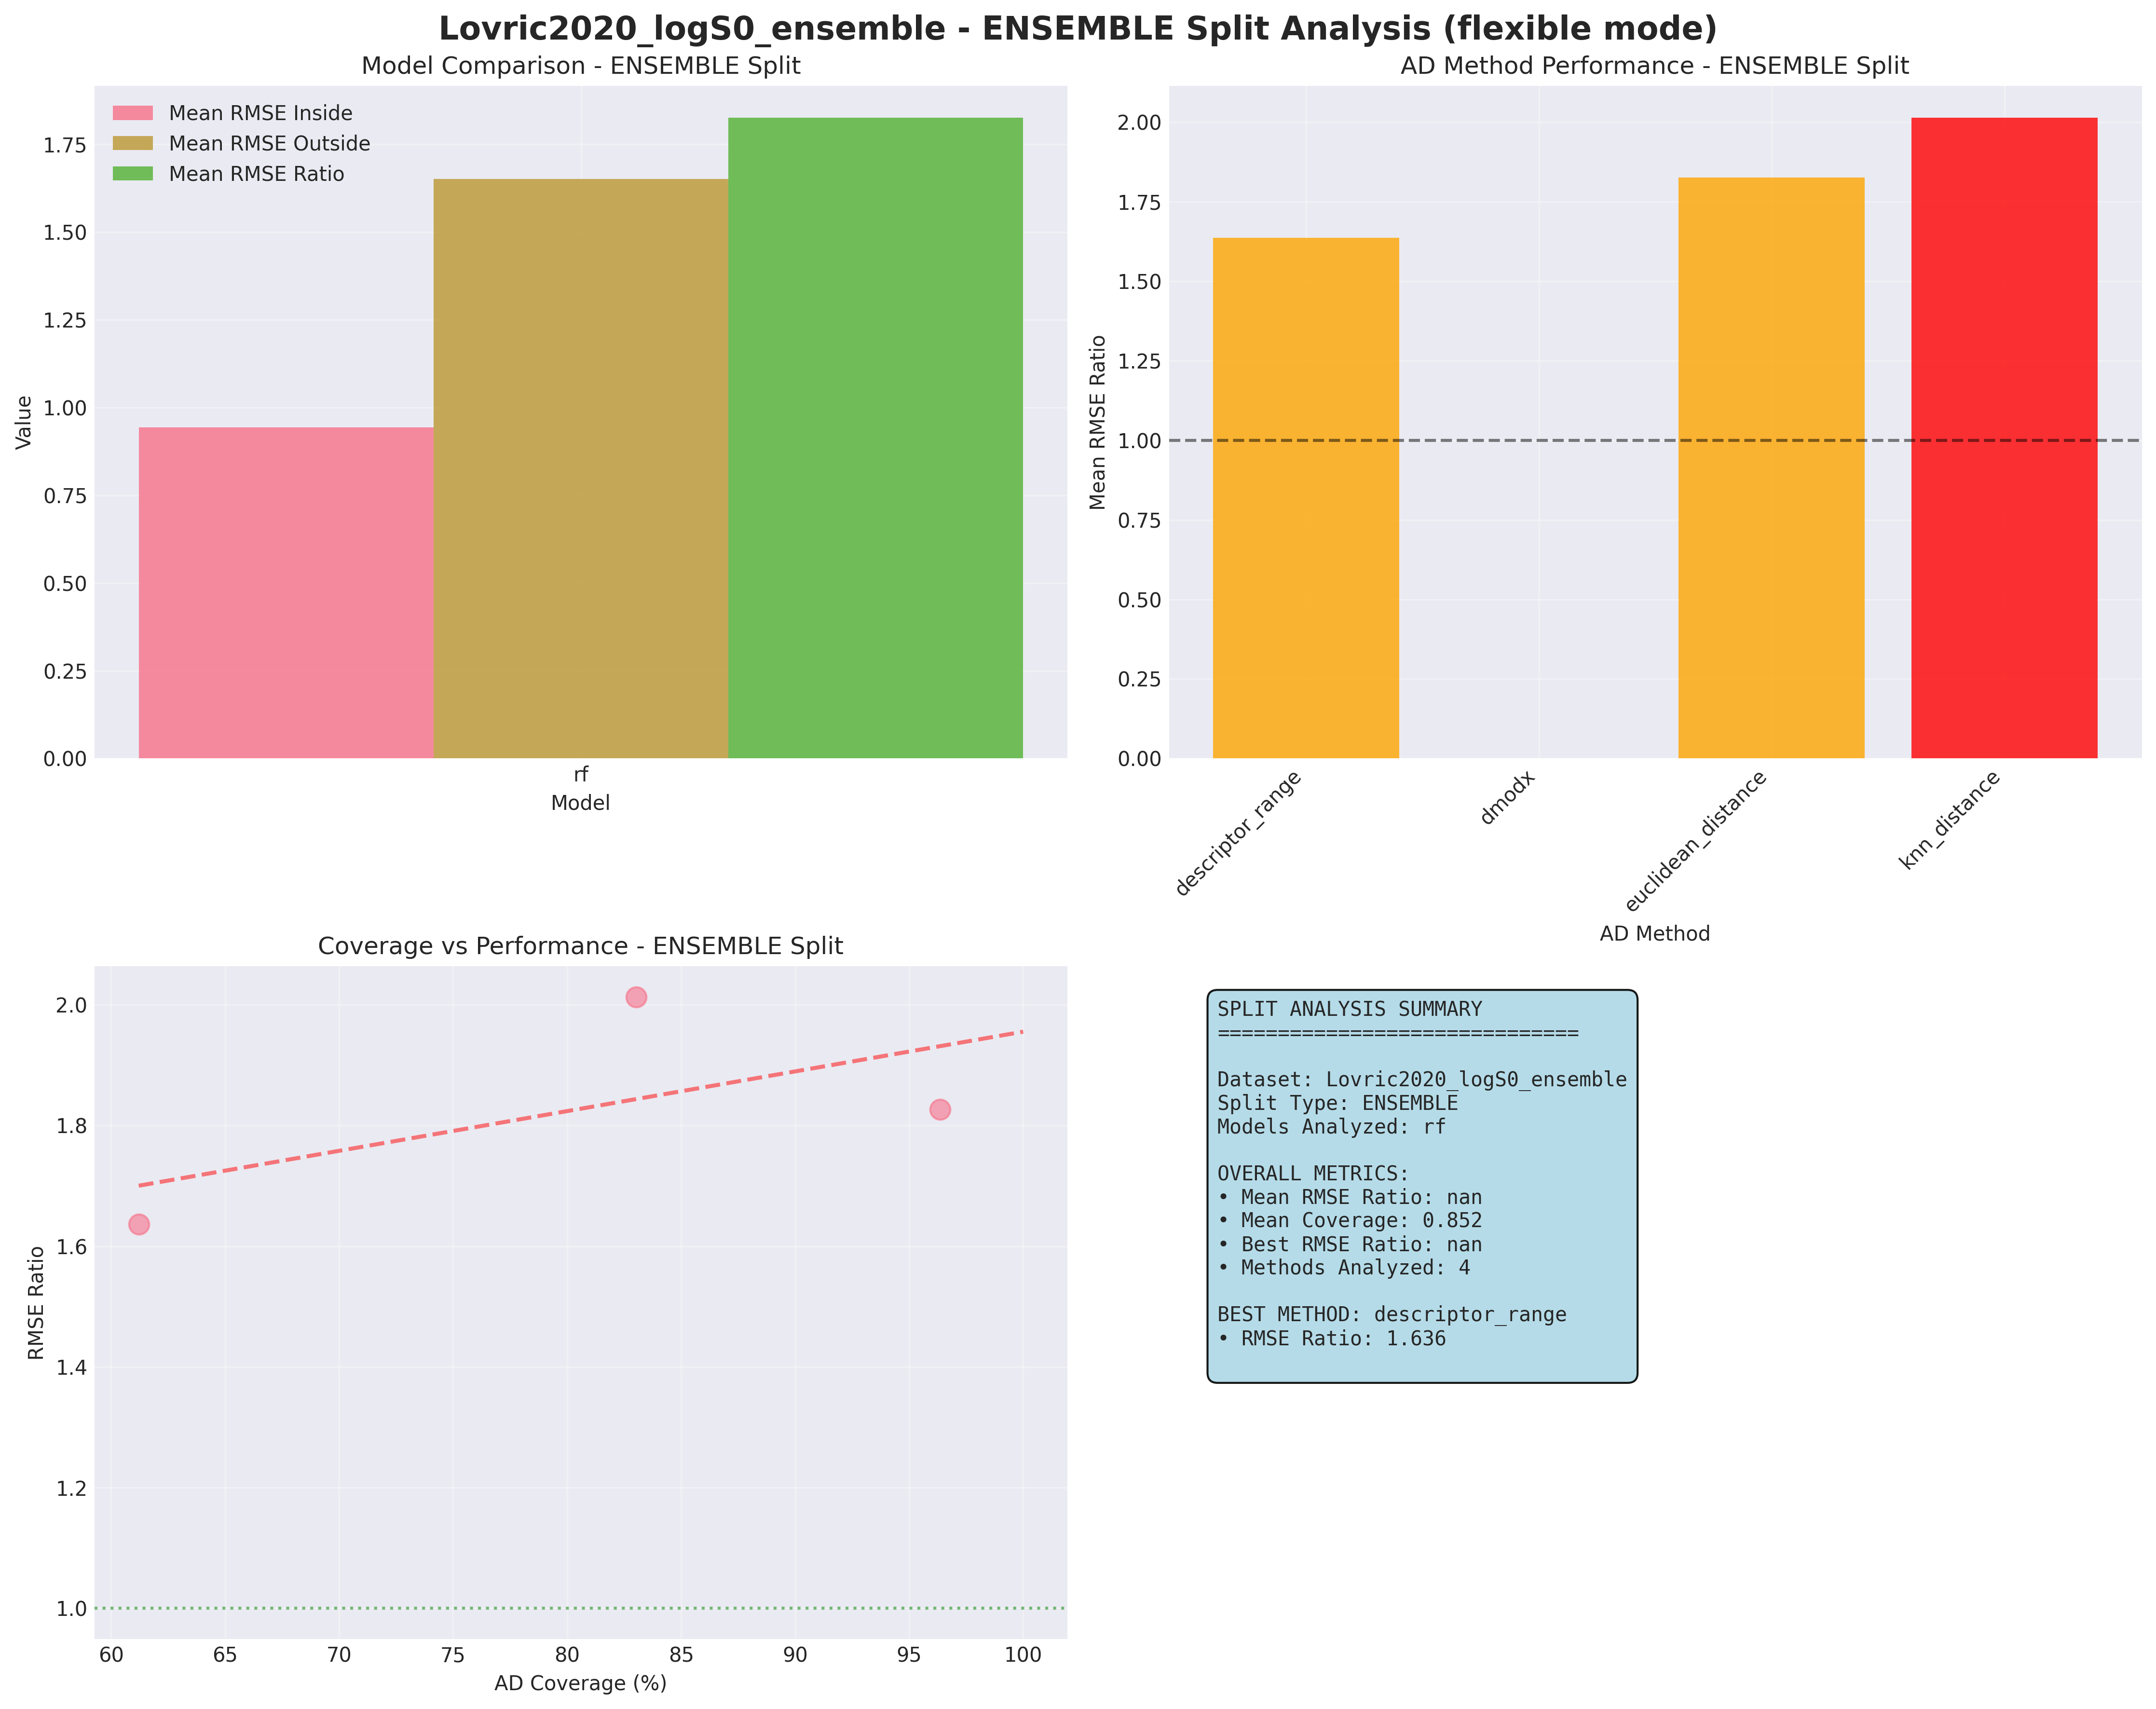 Lovric2020_logS0_ensemble - ENSEMBLE Split Analysis (flexible mode)
Model Comparison - ENSEMBLE Split
Mean RMSE Inside
Mean RMSE Outside
Mean RMSE Ratio
Value
1.75
1.50
1.25
1.00
0.75
0.50
0.25
0.00
rf
Model
AD Method Performance - ENSEMBLE Split
Mean RMSE Ratio
2.00
1.75
1.50
1.25
1.00
0.75
0.50
0.25
0.00
descriptor_range
dmodx
euclidean_distance
knn_distance
AD Method
Coverage vs Performance - ENSEMBLE Split
RMSE Ratio
2.0
1.8
1.6
1.4
1.2
1.0
60 65 70 75 80 85 90 95 100
AD Coverage (%)
SPLIT ANALYSIS SUMMARY
==============================
Dataset: Lovric2020_logS0_ensemble
Split Type: ENSEMBLE
Models Analyzed: rf
OVERALL METRICS:
• Mean RMSE Ratio: nan
• Mean Coverage: 0.852
• Best RMSE Ratio: nan
• Methods Analyzed: 4
BEST METHOD: descriptor_range
• RMSE Ratio: 1.636